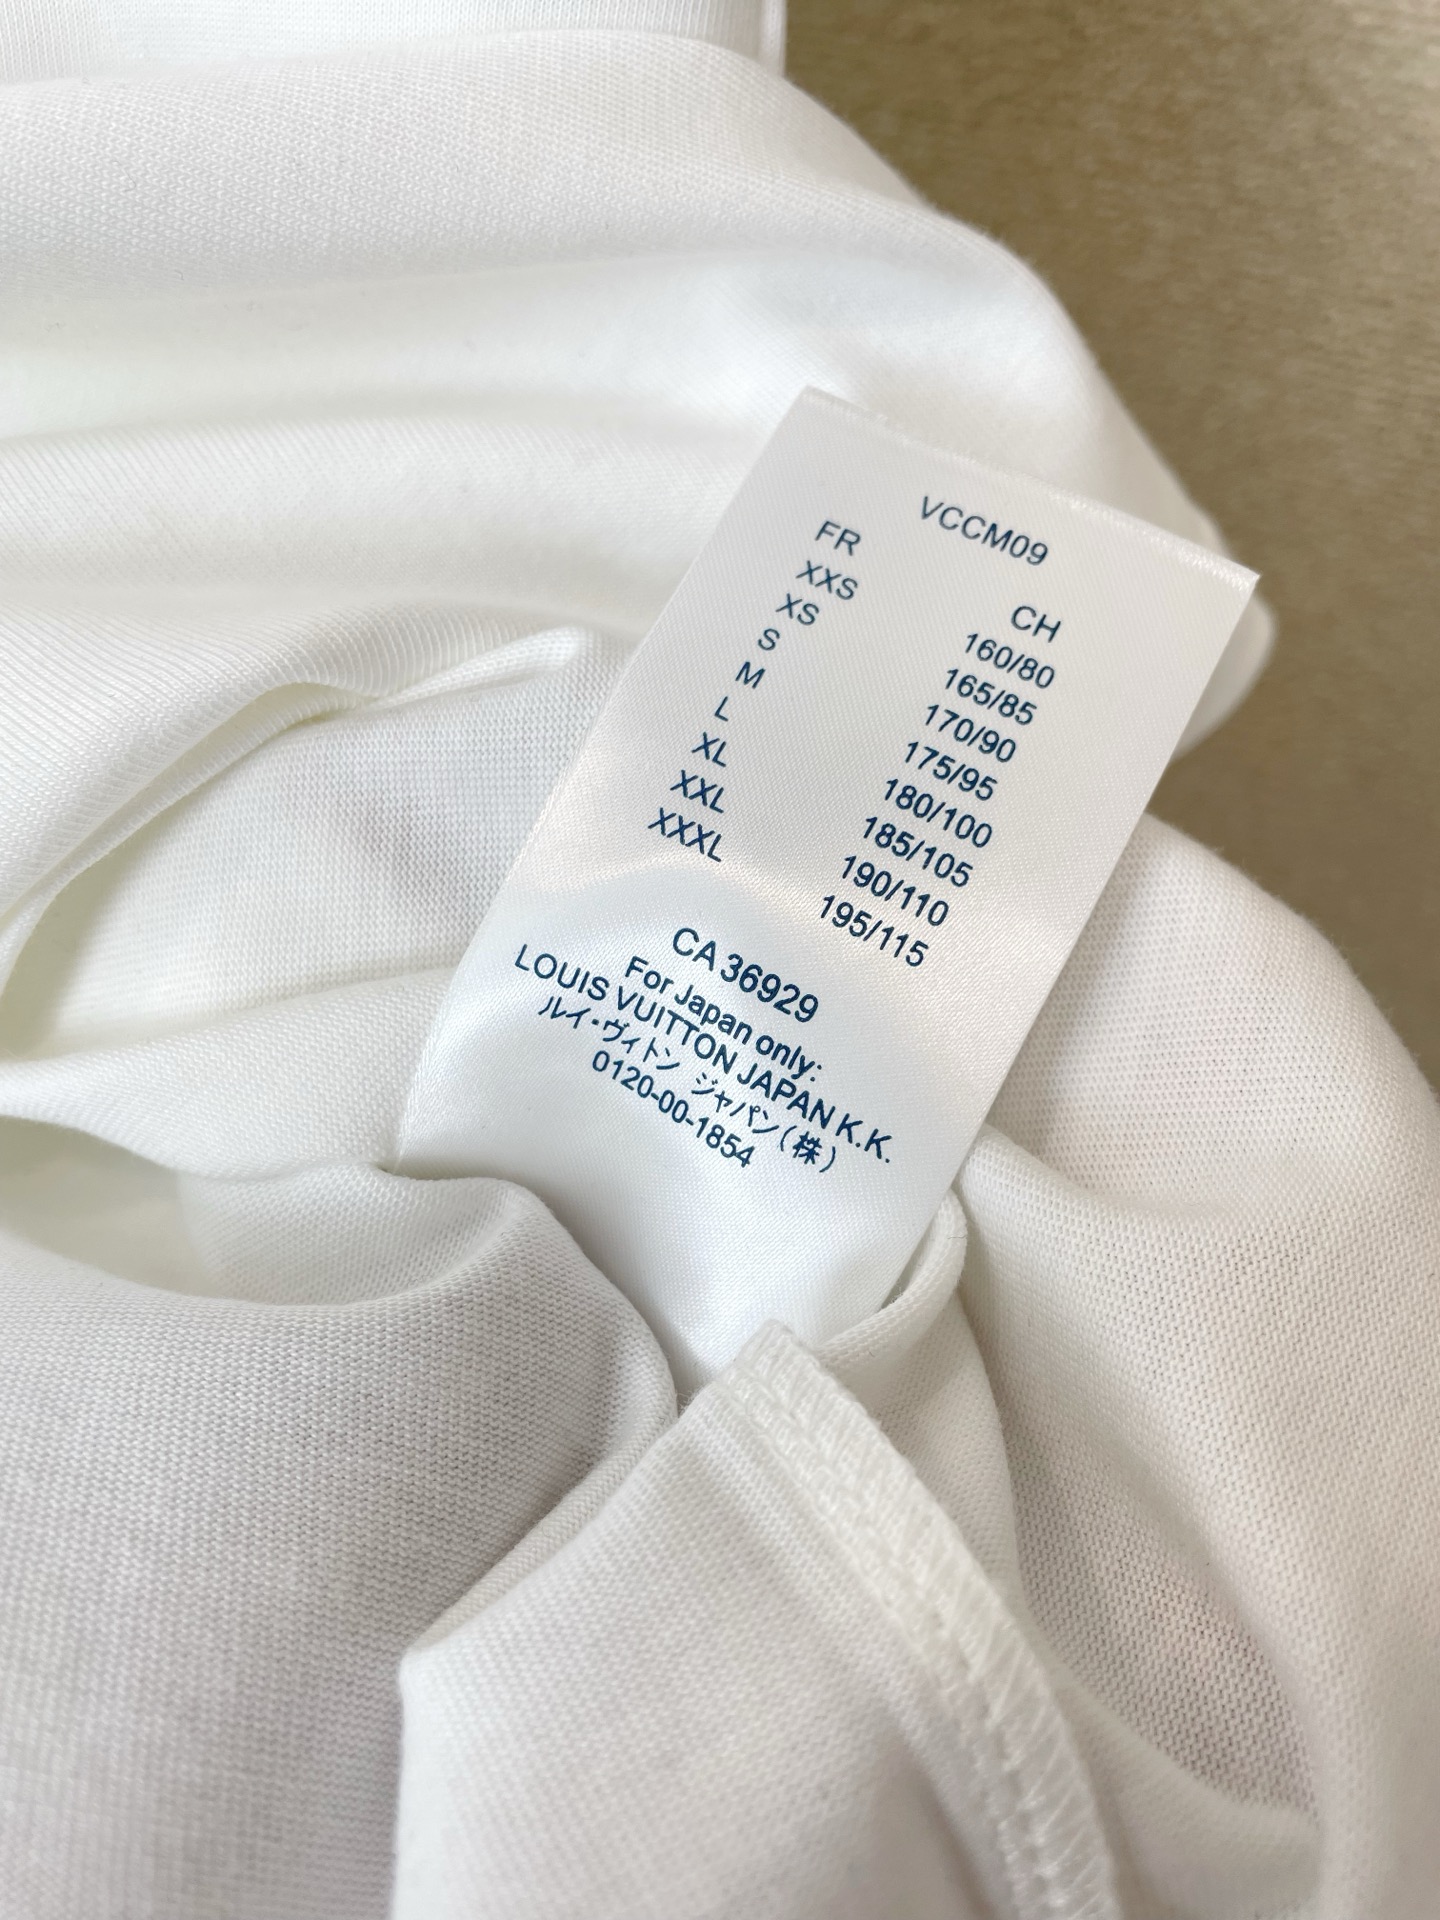 VCCM09
FR CH
XXS 160/80
XS 165/85
S 170/90
M 175/95
L 180/100
XL 185/105
XXL 190/110
XXXL 195/115
CA 36929
For Japan only:
LOUIS VUITTON JAPAN K.K.
ルイ・ヴィトン ジャパン(株)
0120-00-1854